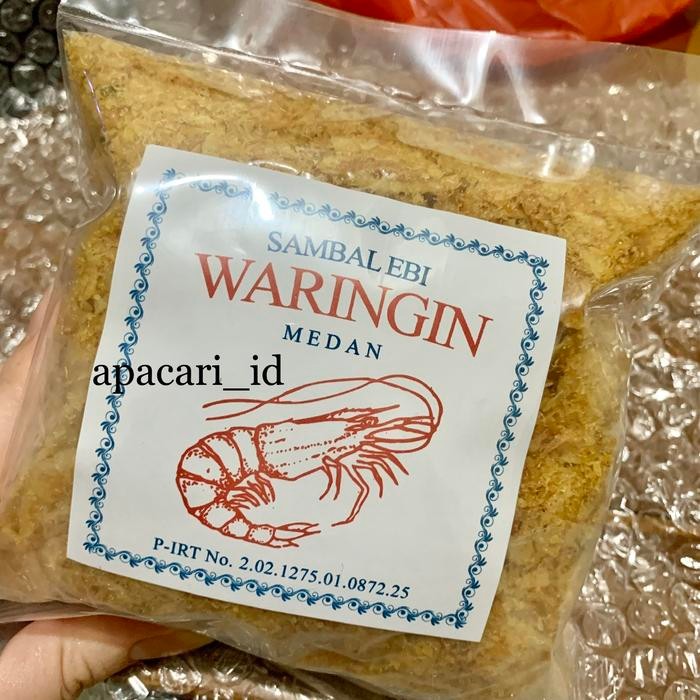 SAMBAL EBI
WARINGIN
MEDAN
apacari_id
P-IRT No. 2.02.1275.01.0872.25